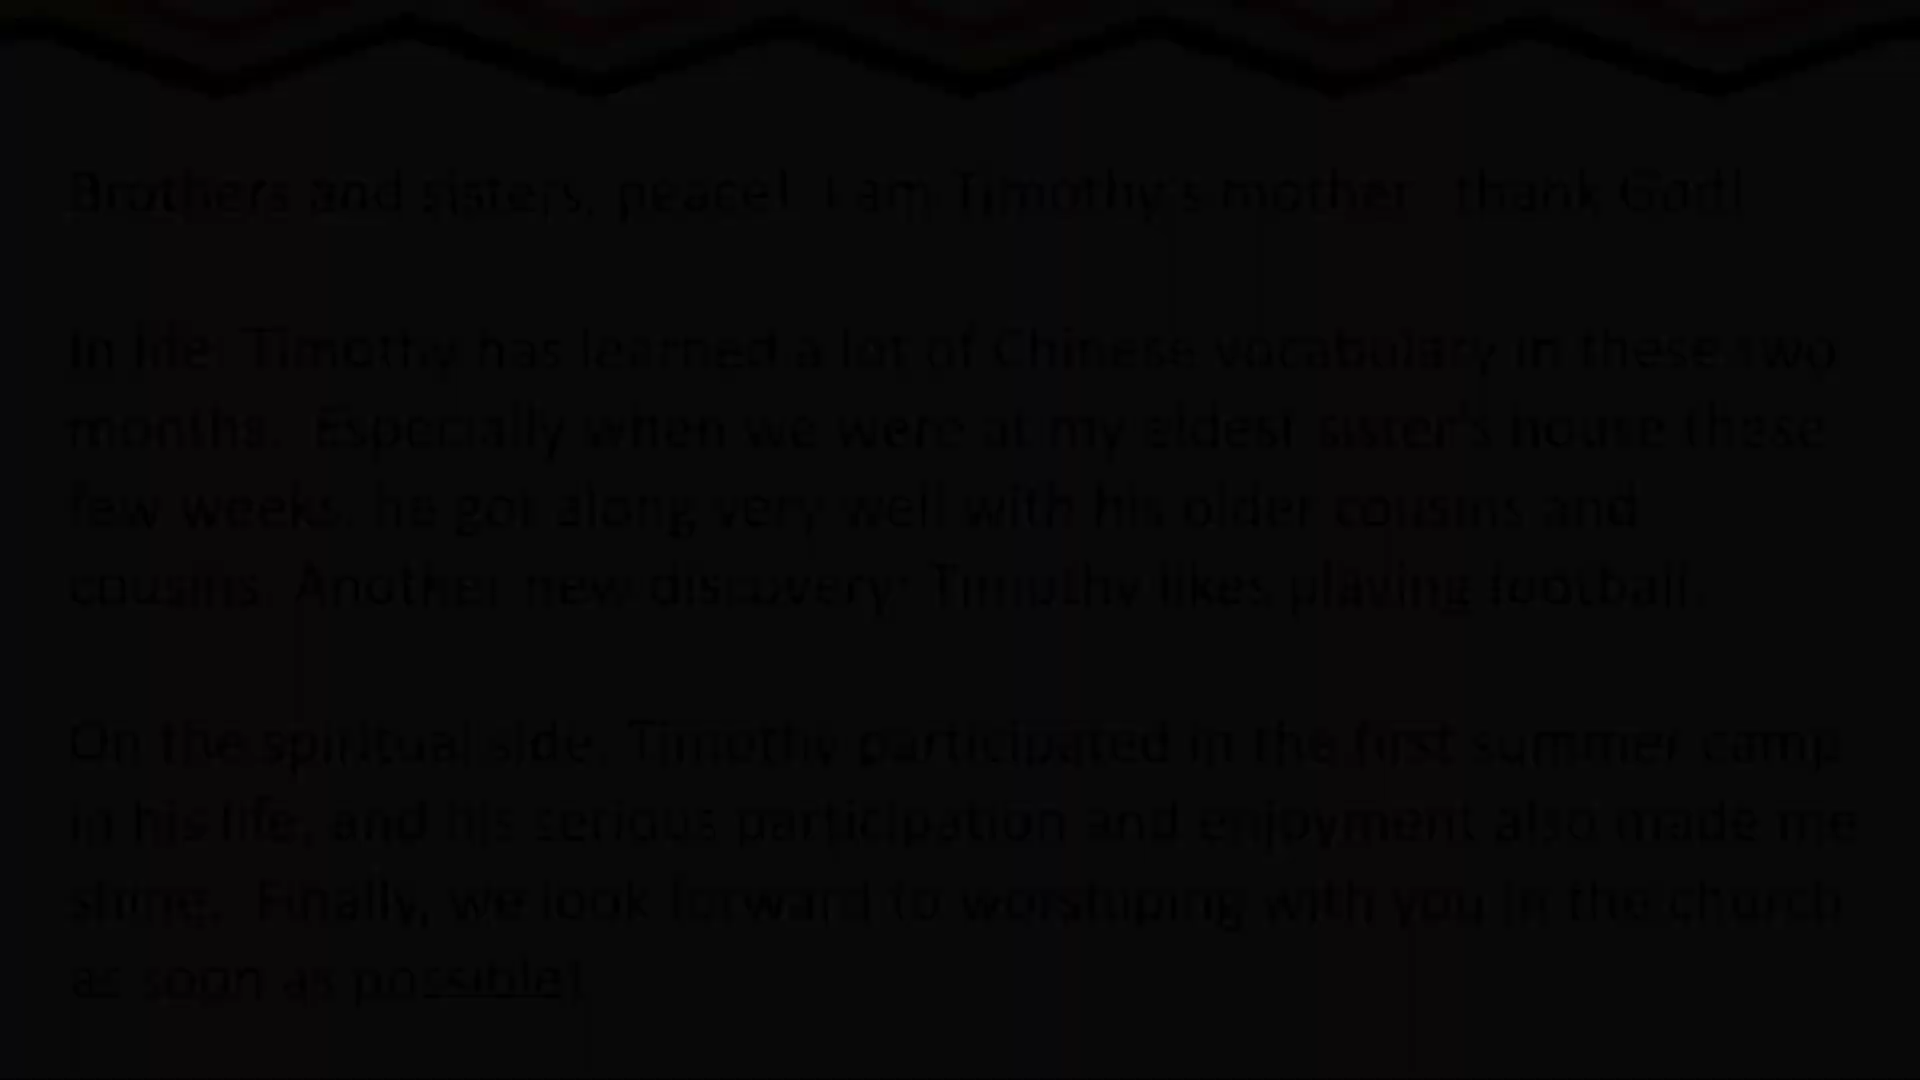 Brothers and sisters, peace! I am Timothy's mother, thank God!
In life: Timothy has learned a lot of Chinese vocabulary in these two
months. Especially when we were at my eldest sister's house these
few weeks, he got along very well with his older cousins and
cousins. Another new discovery: Timothy likes playing football.
On the spiritual side: Timothy participated in the first summer camp
in his life, and his serious participation and enjoyment also made me
shine. Finally, we look forward to worshiping with you in the church
as soon as possible!